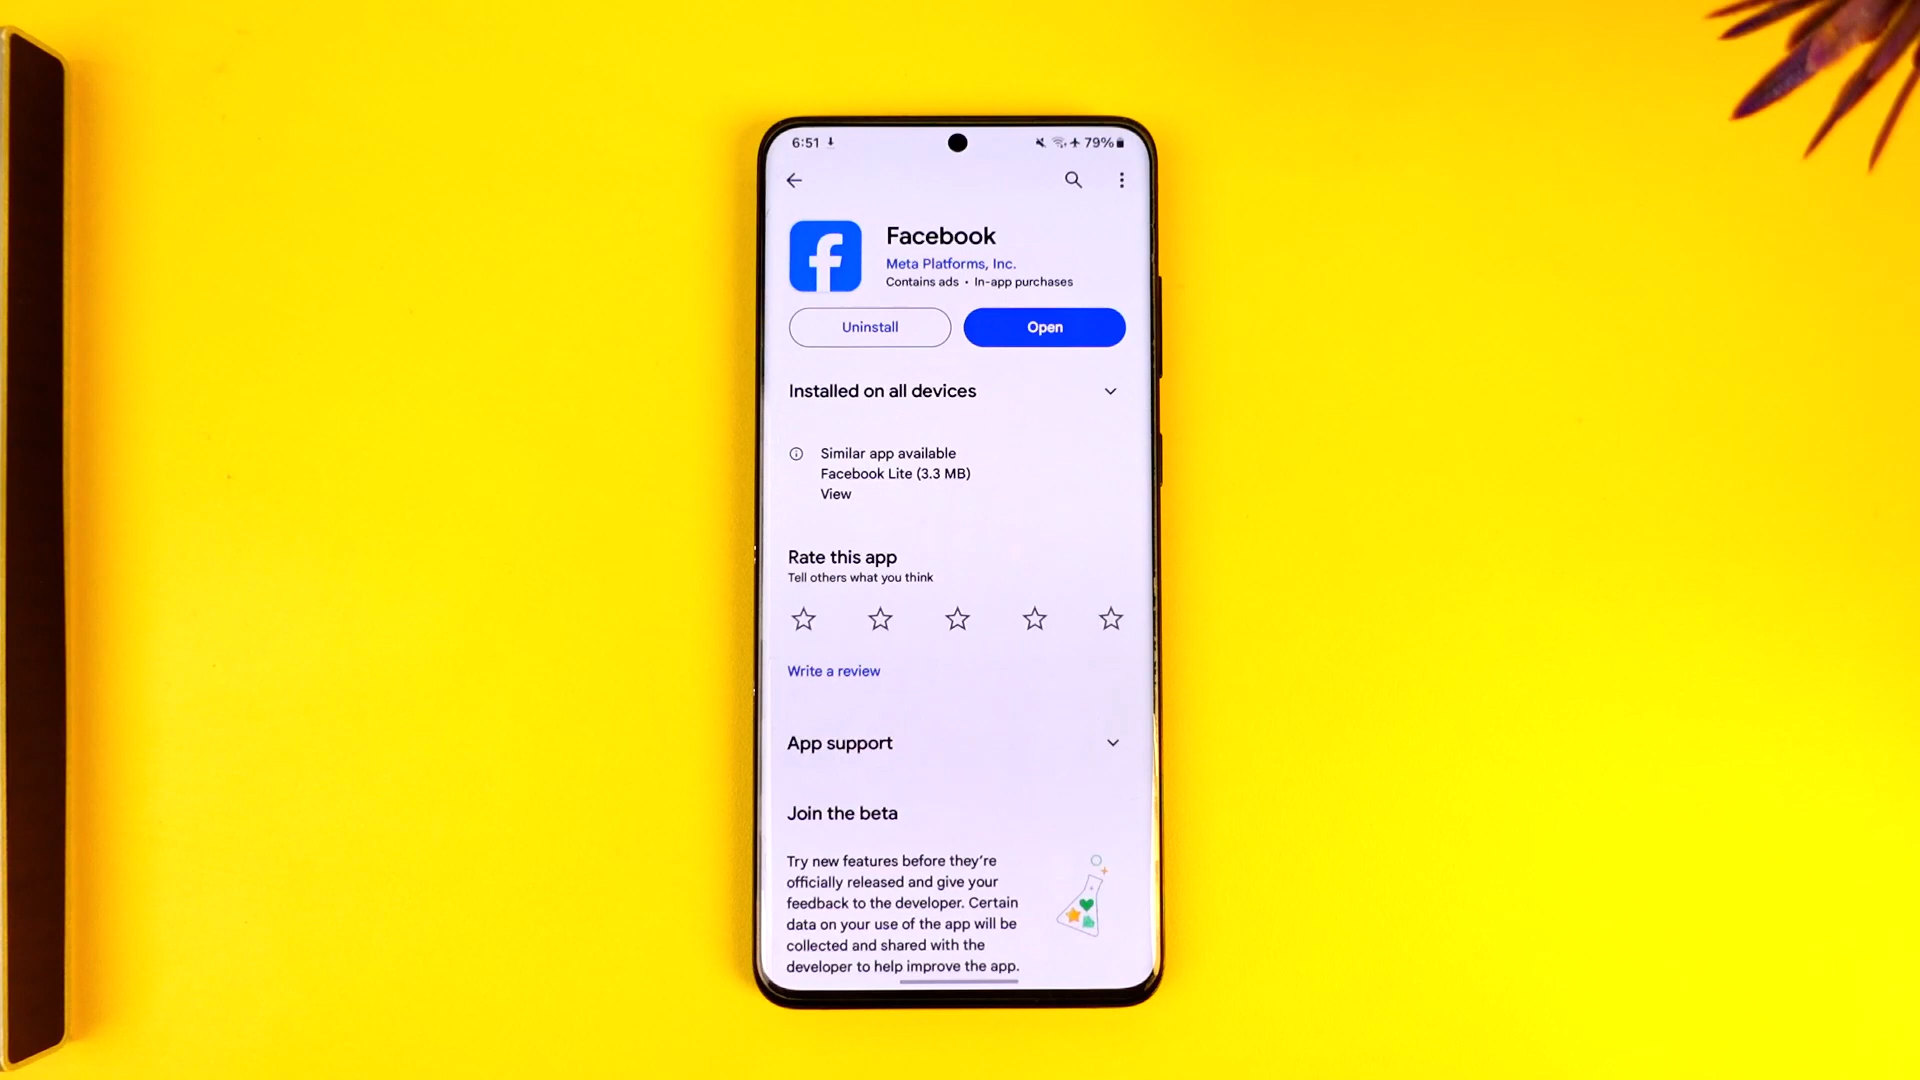 6:51 79%
Facebook
Meta Platforms, Inc.
Contains ads • In-app purchases
Uninstall Open
Installed on all devices
Similar app available
Facebook Lite (3.3 MB)
View
Rate this app
Tell others what you think
Write a review
App support
Join the beta
Try new features before they’re
officially released and give your
feedback to the developer. Certain
data on your use of the app will be
collected and shared with the
developer to help improve the app.